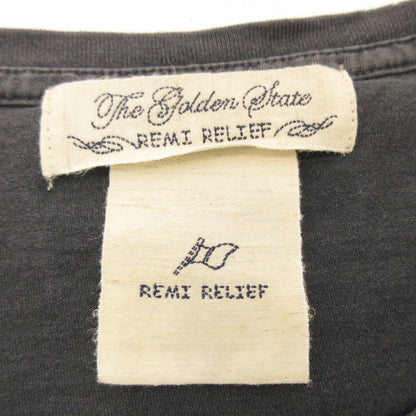 The Golden State
REMI RELIEF
REMI RELIEF